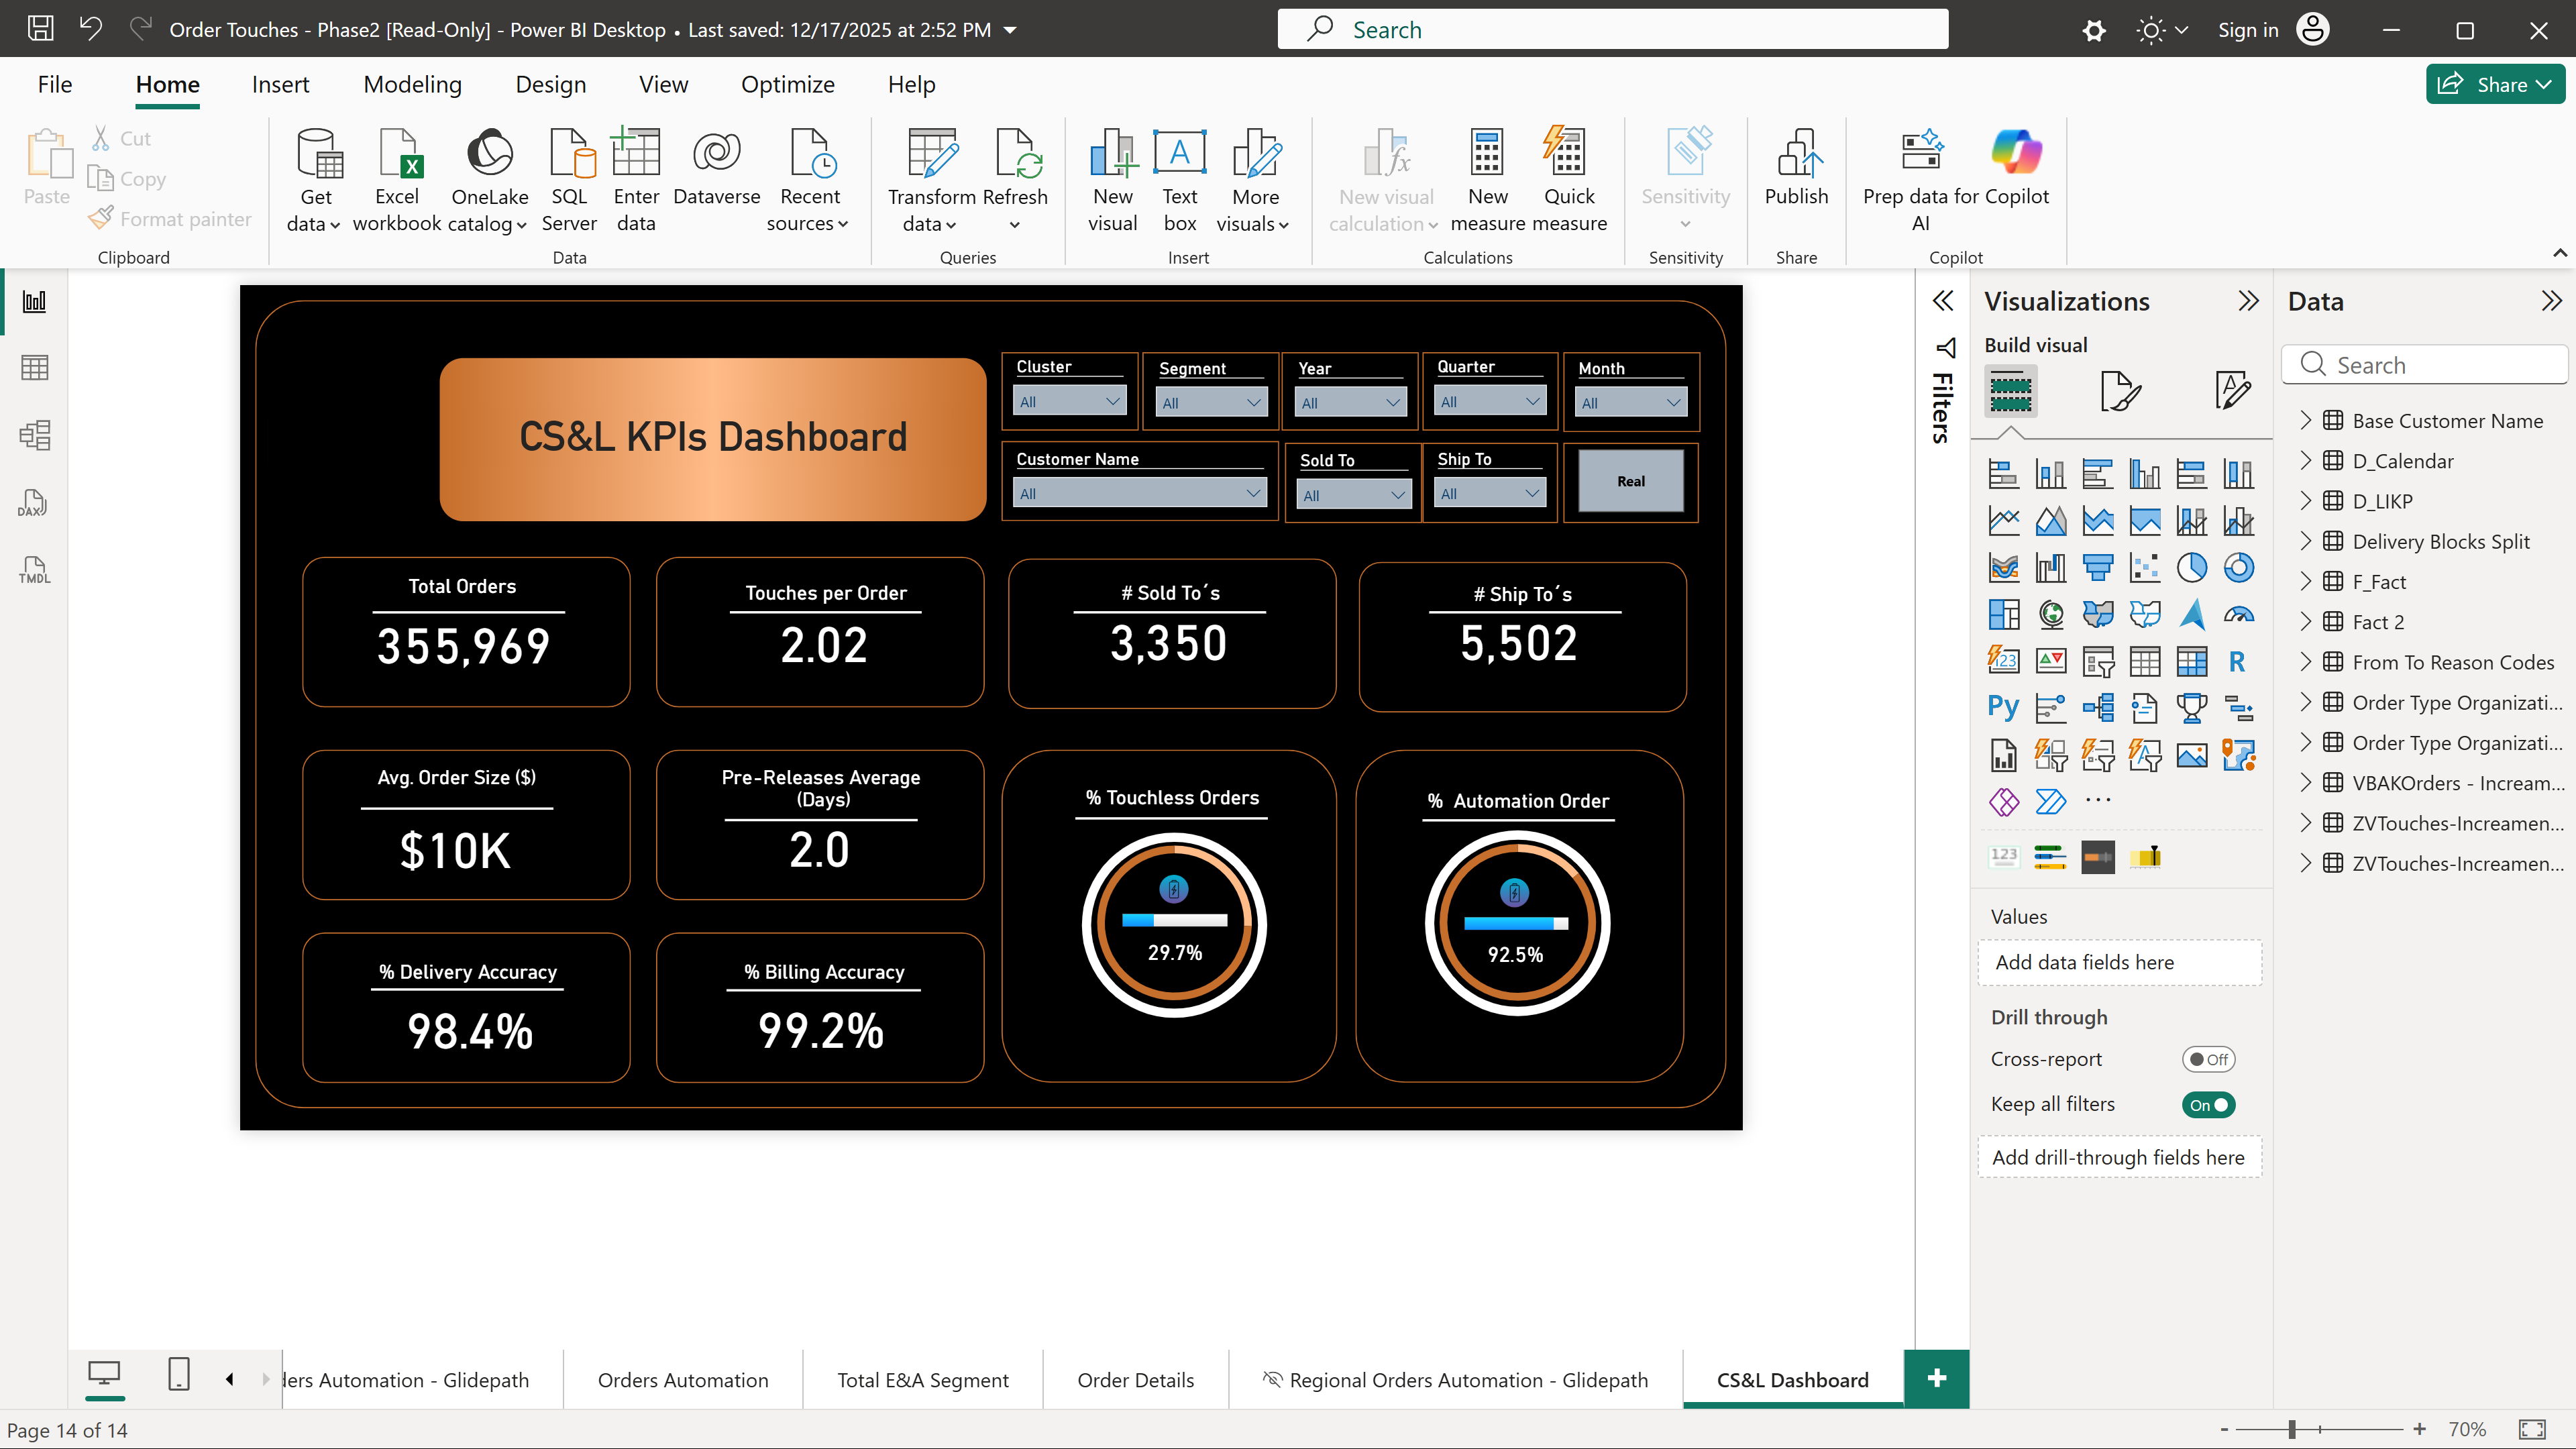 Order Touches - Phase2 [Read-Only] - Power BI Desktop • Last saved: 12/17/2025 at 2:52 PM
Search
Sign in
File
Home
Insert
Modeling
Design
View
Optimize
Help
Share
Paste
Cut
Copy
Format painter
Clipboard
Get data
Excel workbook
OneLake catalog
SQL Server
Enter data
Dataverse
Recent sources
Data
Transform data
Refresh
Queries
New visual
Text box
More visuals
Insert
New visual calculation
New measure
Quick measure
Calculations
Sensitivity
Sensitivity
Publish
Share
Prep data for AI
Copilot
Copilot
DAX
TMDL
CS&L KPIs Dashboard
Cluster
All
Segment
All
Year
All
Quarter
All
Month
All
Customer Name
All
Sold To
All
Ship To
All
Real
Total Orders
355,969
Touches per Order
2.02
# Sold To´s
3,350
# Ship To´s
5,502
Avg. Order Size ($)
$10K
Pre-Releases Average
(Days)
2.0
% Touchless Orders
29.7%
% Automation Order
92.5%
% Delivery Accuracy
98.4%
% Billing Accuracy
99.2%
Filters
Visualizations
Build visual
123
R
Py
123
Values
Add data fields here
Drill through
Cross-report
Off
Keep all filters
On
Add drill-through fields here
Data
Search
Base Customer Name
D_Calendar
D_LIKP
Delivery Blocks Split
F_Fact
Fact 2
From To Reason Codes
Order Type Organizati...
Order Type Organizati...
VBAKOrders - Incream...
ZVTouches-Increamen...
ZVTouches-Increamen...
ders Automation - Glidepath
Orders Automation
Total E&A Segment
Order Details
Regional Orders Automation - Glidepath
CS&L Dashboard
Page 14 of 14
70%